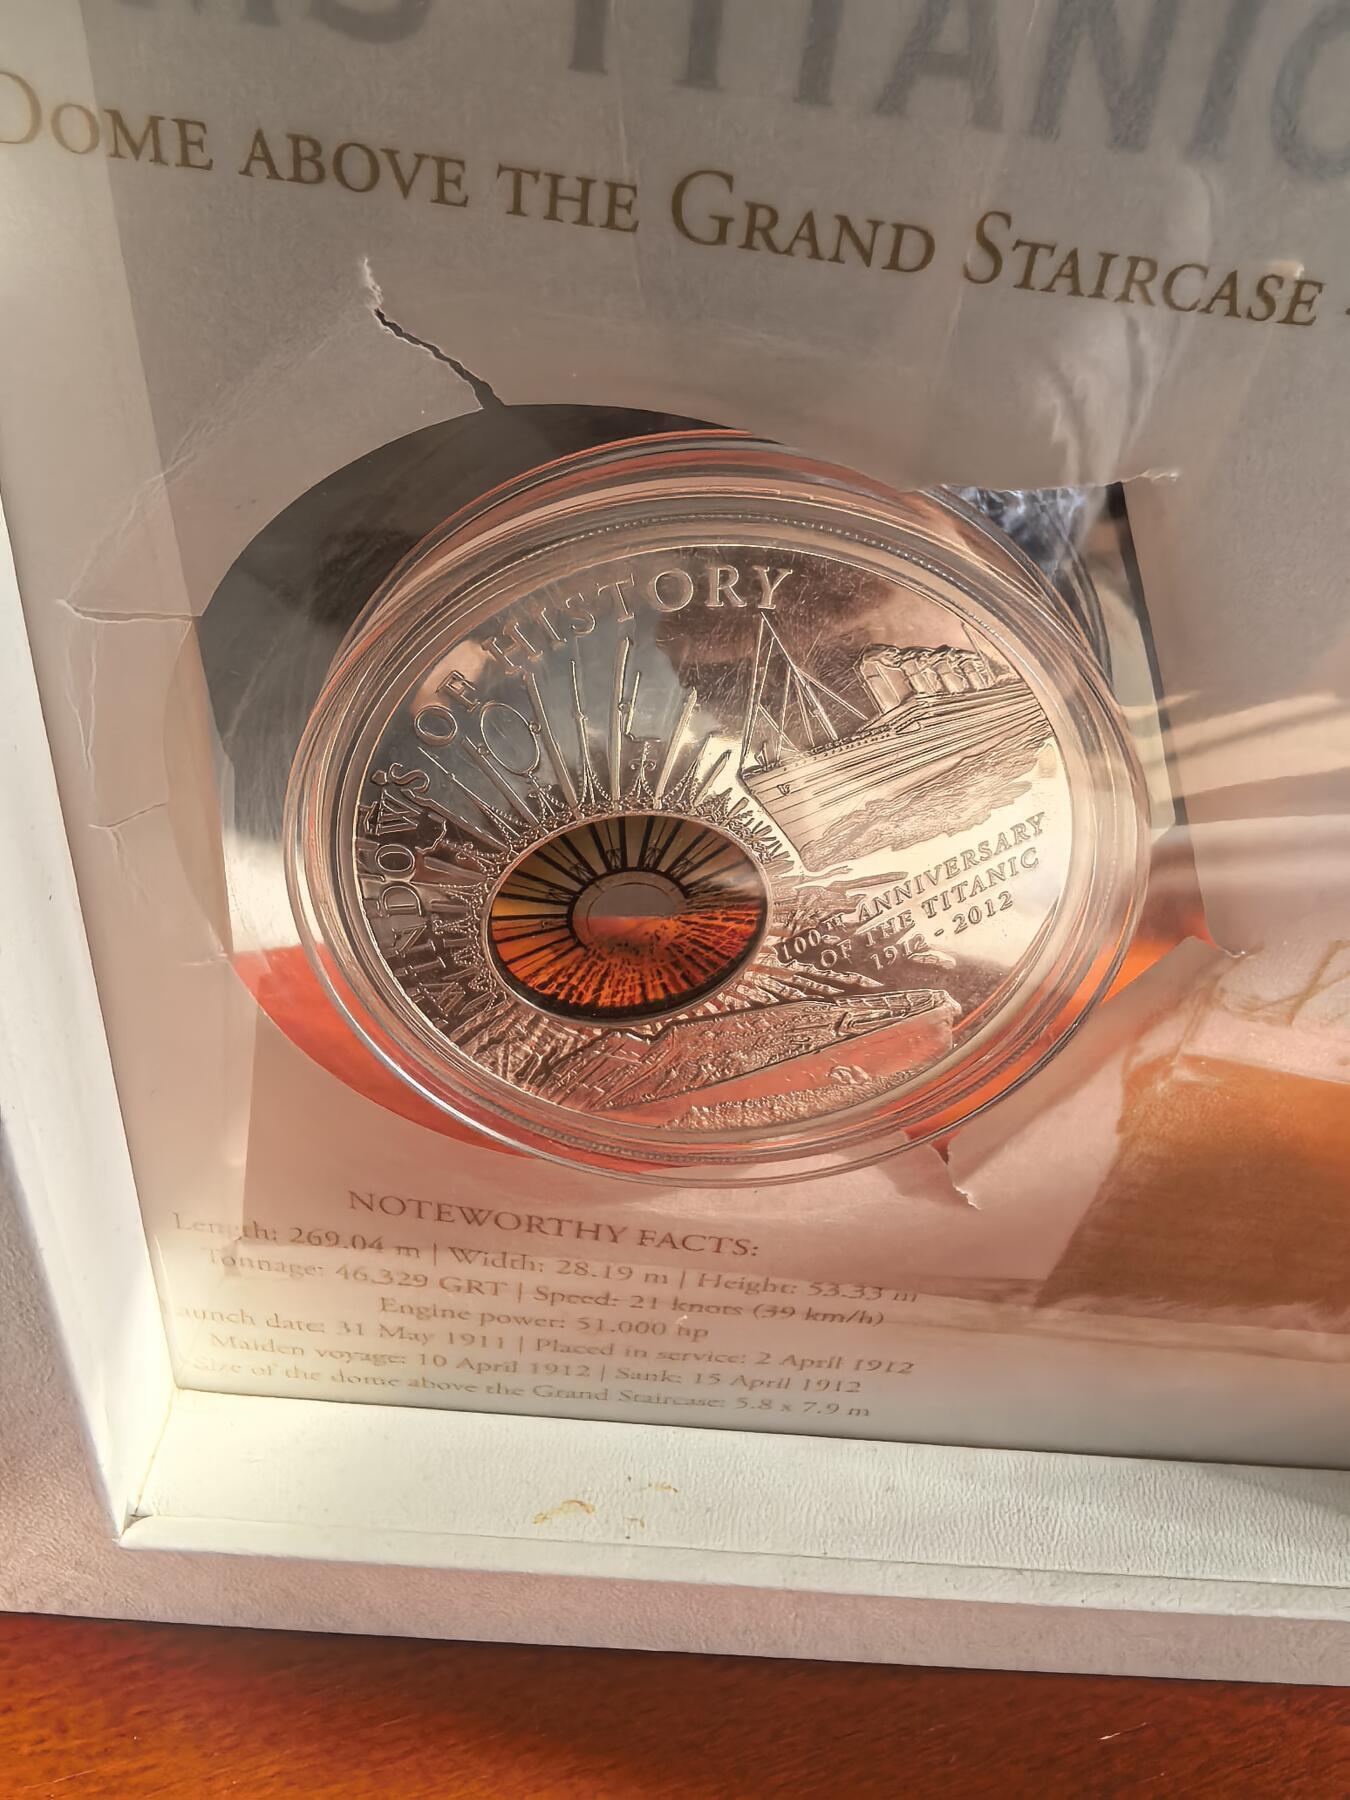 TITANIC
DOME ABOVE THE GRAND STAIRCASE
WINDOWS OF HISTORY
10
100TH ANNIVERSARY
OF THE TITANIC
1912 - 2012
NOTEWORTHY FACTS:
Length: 269.04 m | Width: 28.19 m | Height: 53.33 m
Tonnage: 46.329 GRT | Speed: 21 knots (39 km/h)
Engine power: 51.000 hp
Launch date: 31 May 1911 | Placed in service: 2 April 1912
Maiden voyage: 10 April 1912 | Sank: 15 April 1912
Size of the dome above the Grand Staircase: 5.8 x 7.9 m